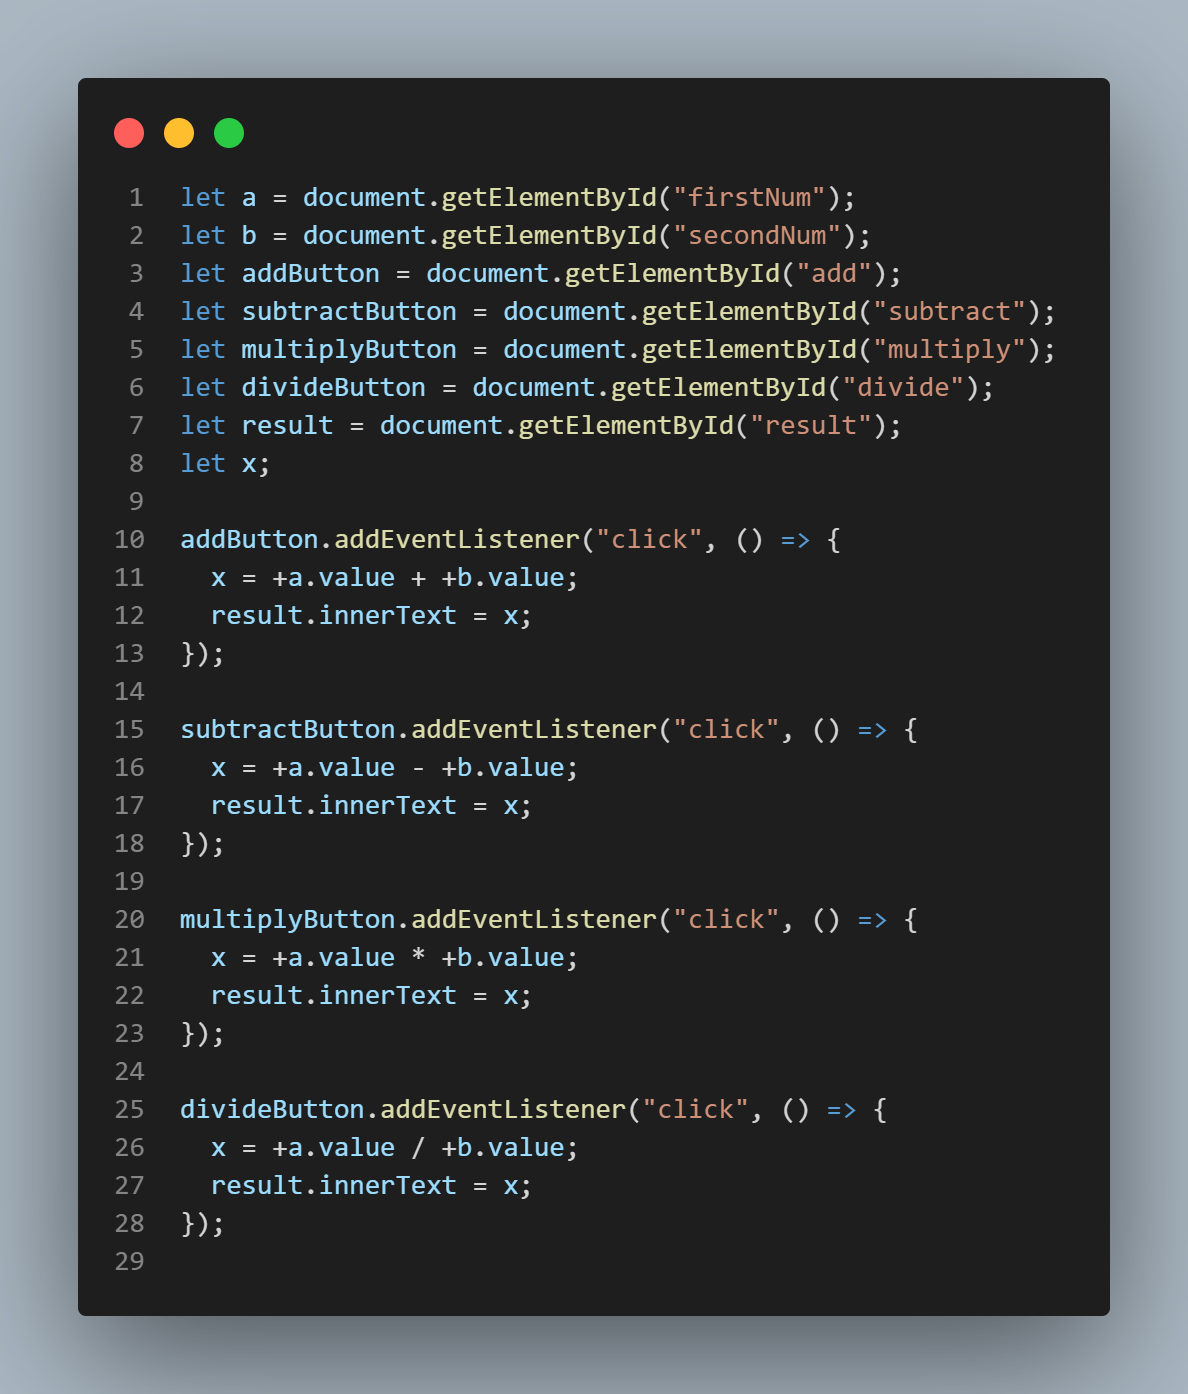 1 let a = document.getElementById("firstNum");
2 let b = document.getElementById("secondNum");
3 let addButton = document.getElementById("add");
4 let subtractButton = document.getElementById("subtract");
5 let multiplyButton = document.getElementById("multiply");
6 let divideButton = document.getElementById("divide");
7 let result = document.getElementById("result");
8 let x;
9
10 addButton.addEventListener("click", () => {
11   x = +a.value + +b.value;
12   result.innerText = x;
13 });
14
15 subtractButton.addEventListener("click", () => {
16   x = +a.value - +b.value;
17   result.innerText = x;
18 });
19
20 multiplyButton.addEventListener("click", () => {
21   x = +a.value * +b.value;
22   result.innerText = x;
23 });
24
25 divideButton.addEventListener("click", () => {
26   x = +a.value / +b.value;
27   result.innerText = x;
28 });
29